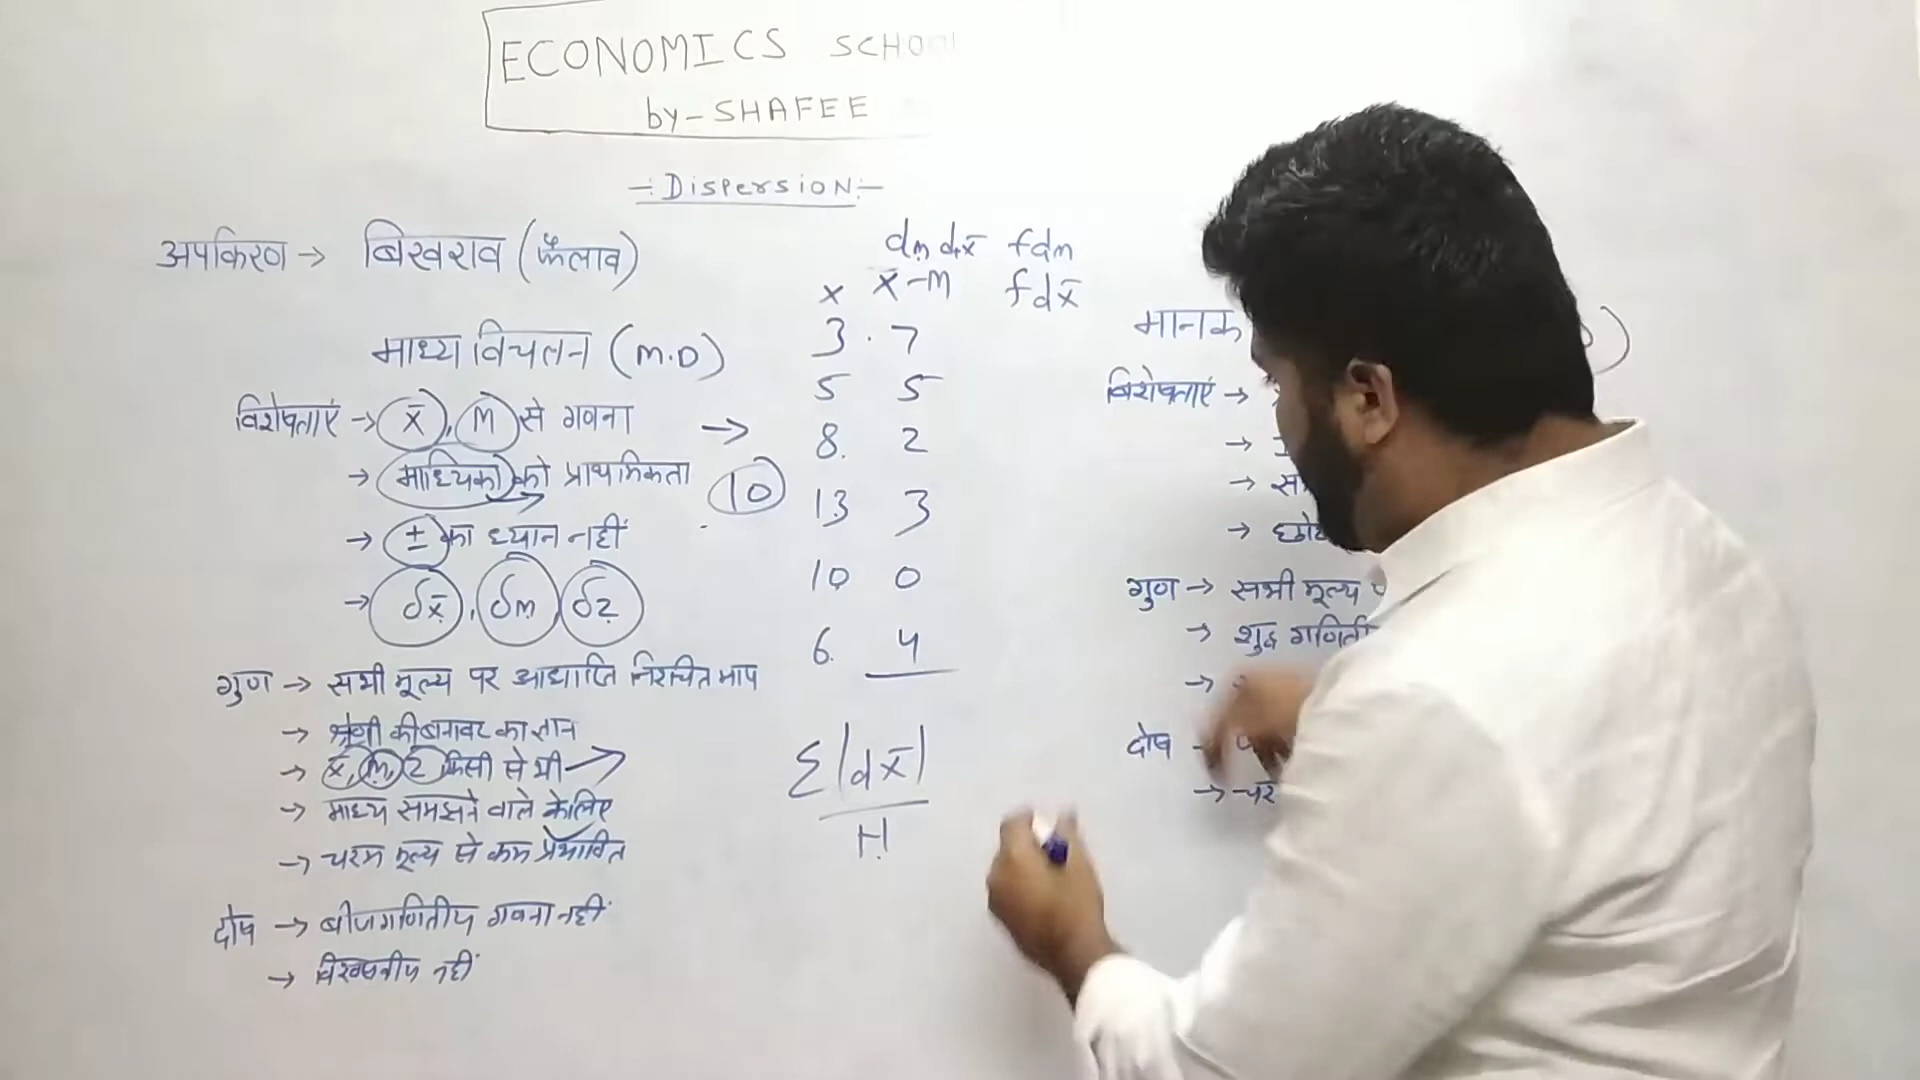 ECONOMICS SCHOOL
by-SHAFEE
-: DISPERSION :-
अपकिरण → बिखराव (फैलाव)
माध्य विचलन (M.D)
विशेषताएं → x̄, M से गणना
→ माध्यिका को प्राथमिकता
→ ± का ध्यान नहीं
→ δx̄, δm, δz
गुण → सभी मूल्य पर आधारित निश्चित माप
→ श्रेणी की बनावट का ज्ञान
→ x̄, m, z किसी से भी →
→ माध्य समझने वाले के लिए
→ चरम मूल्य से कम प्रभावित
दोष → बीजगणितीय गणना नहीं
→ विश्वसनीय नहीं
dm dx̄ fdm
x x̄-M fdx̄
3 . 7
5 5
→ 8. 2
10 13 3
10 0
6. 4
Σ|dx̄|
N
मानक )
विशेषताएं →
→
→
→
गुण → सभी मूल्य
→ शुद्ध
→
दोष →
→